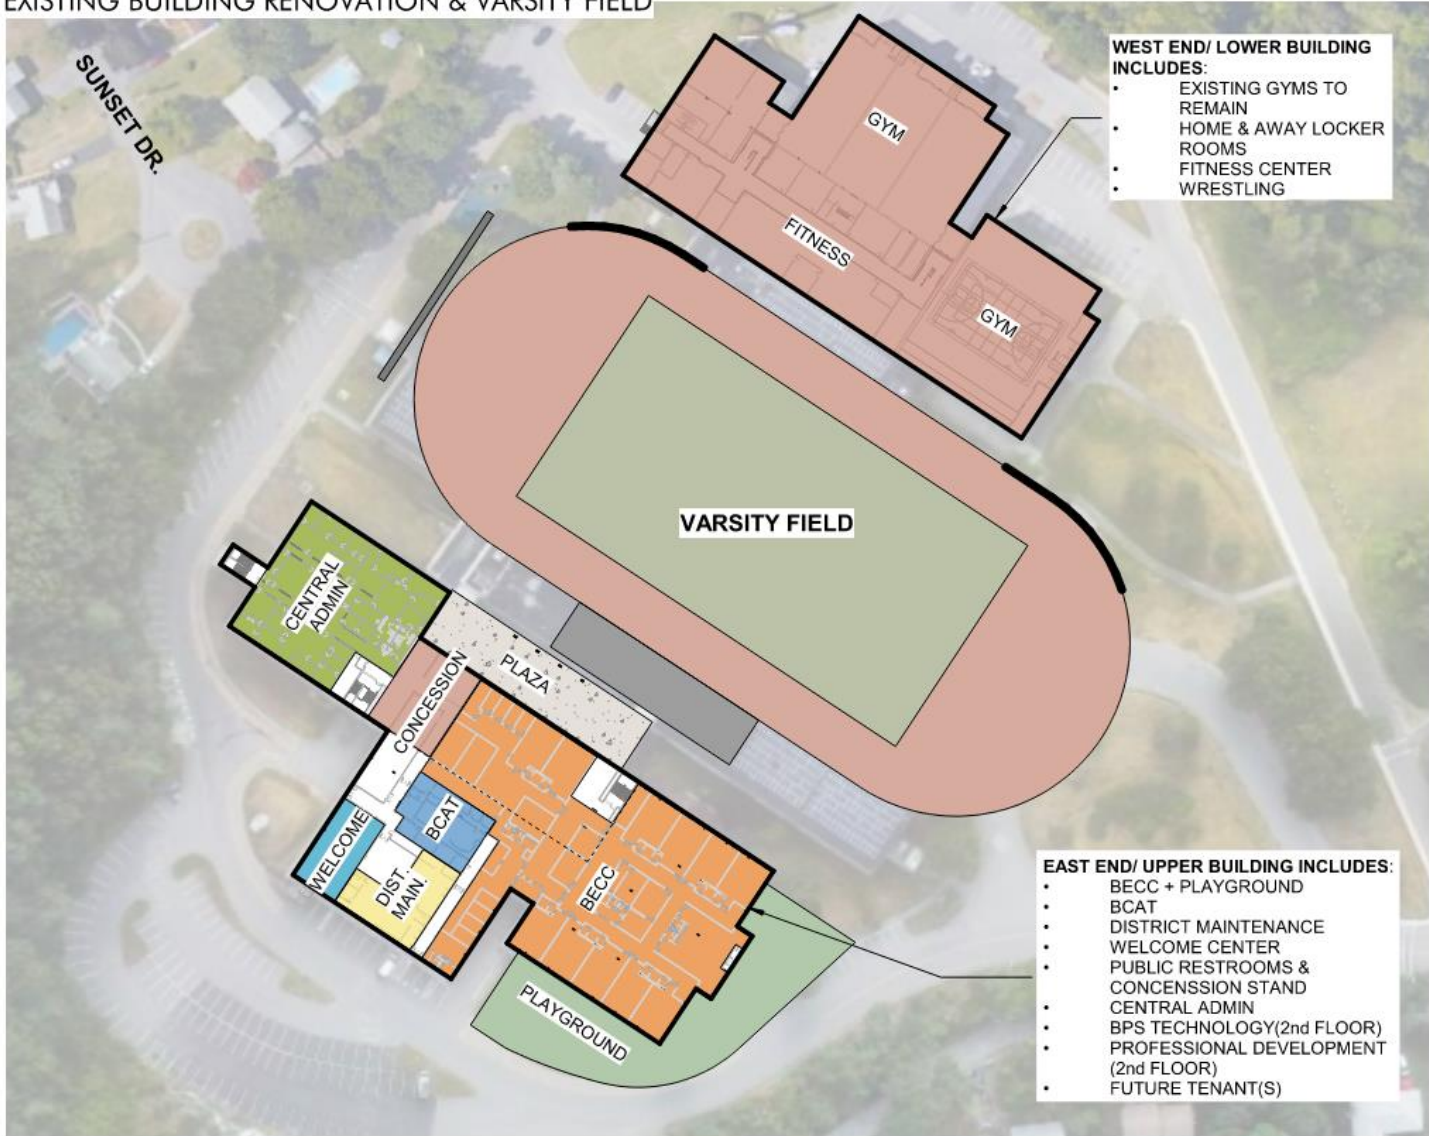 EXISTING BUILDING RENOVATION & VARSITY FIELD
SUNSET DR.
WEST END/ LOWER BUILDING
INCLUDES:
• EXISTING GYMS TO
REMAIN
• HOME & AWAY LOCKER
ROOMS
• FITNESS CENTER
• WRESTLING
GYM
FITNESS
GYM
VARSITY FIELD
CENTRAL
ADMIN
CONCESSION
PLAZA
WELCOME
BCAT
DIST.
MAIN.
BECC
PLAYGROUND
EAST END/ UPPER BUILDING INCLUDES:
• BECC + PLAYGROUND
• BCAT
• DISTRICT MAINTENANCE
• WELCOME CENTER
• PUBLIC RESTROOMS &
CONCENSSION STAND
• CENTRAL ADMIN
• BPS TECHNOLOGY(2nd FLOOR)
• PROFESSIONAL DEVELOPMENT
(2nd FLOOR)
• FUTURE TENANT(S)